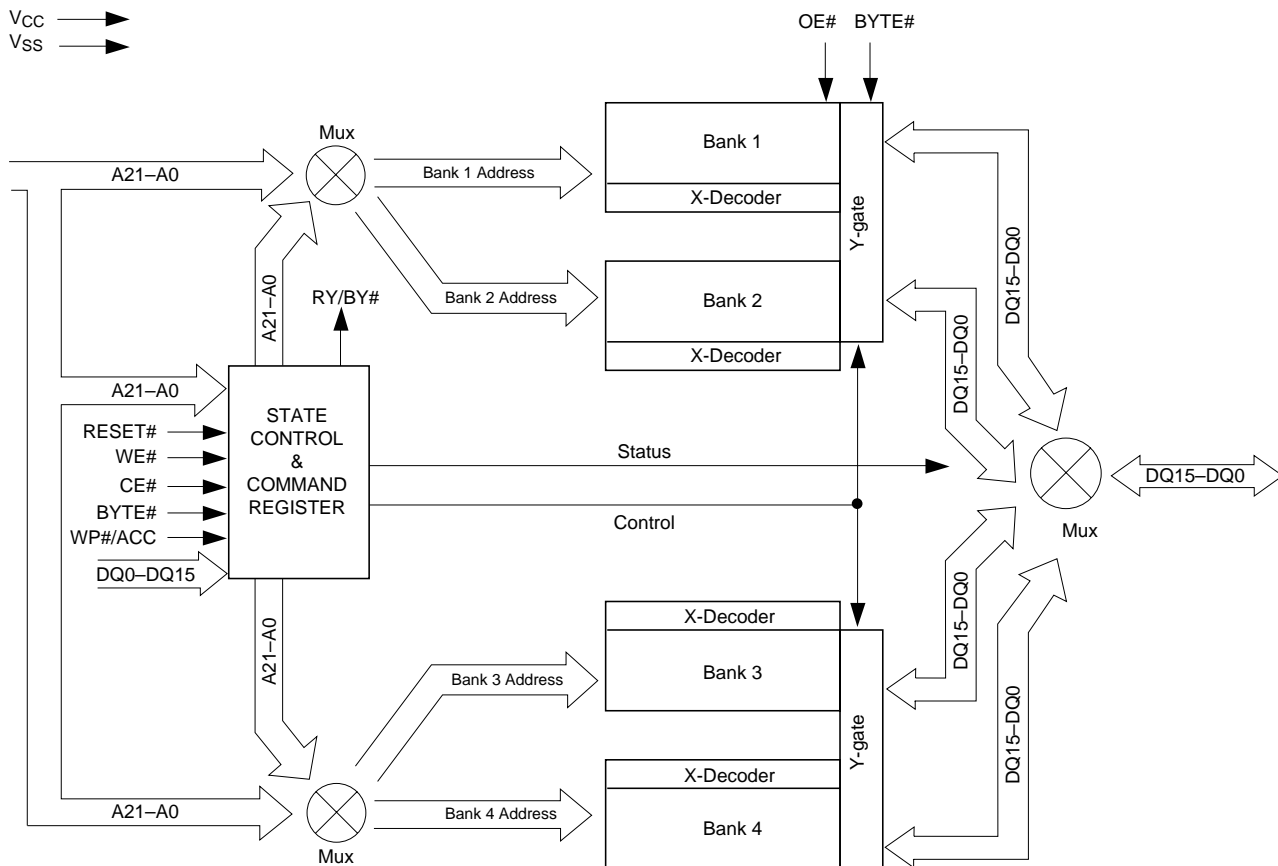 VCC
VSS
OE# BYTE#
Mux
A21–A0
Bank 1 Address
Bank 1
X-Decoder
Y-gate
DQ15–DQ0
A21–A0
RY/BY#
Bank 2 Address
Bank 2
X-Decoder
DQ15–DQ0
A21–A0
RESET#
WE#
CE#
BYTE#
WP#/ACC
DQ0–DQ15
STATE
CONTROL
&
COMMAND
REGISTER
Status
Control
DQ15–DQ0
Mux
A21–A0
X-Decoder
Bank 3 Address
Bank 3
Y-gate
DQ15–DQ0
DQ15–DQ0
X-Decoder
A21–A0
Bank 4 Address
Bank 4
Mux